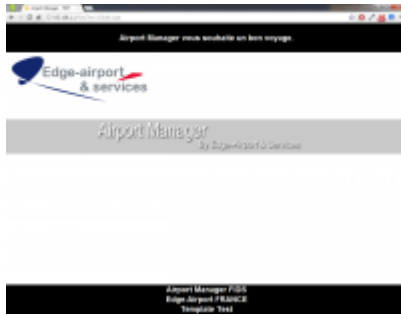 Airport Manager vous souhaite un bon voyage.
Edge-airport
& services
Airport Manager
By Edge-Airport & Services
Airport Manager FIDS
Edge Airport FRANCE
Template Test